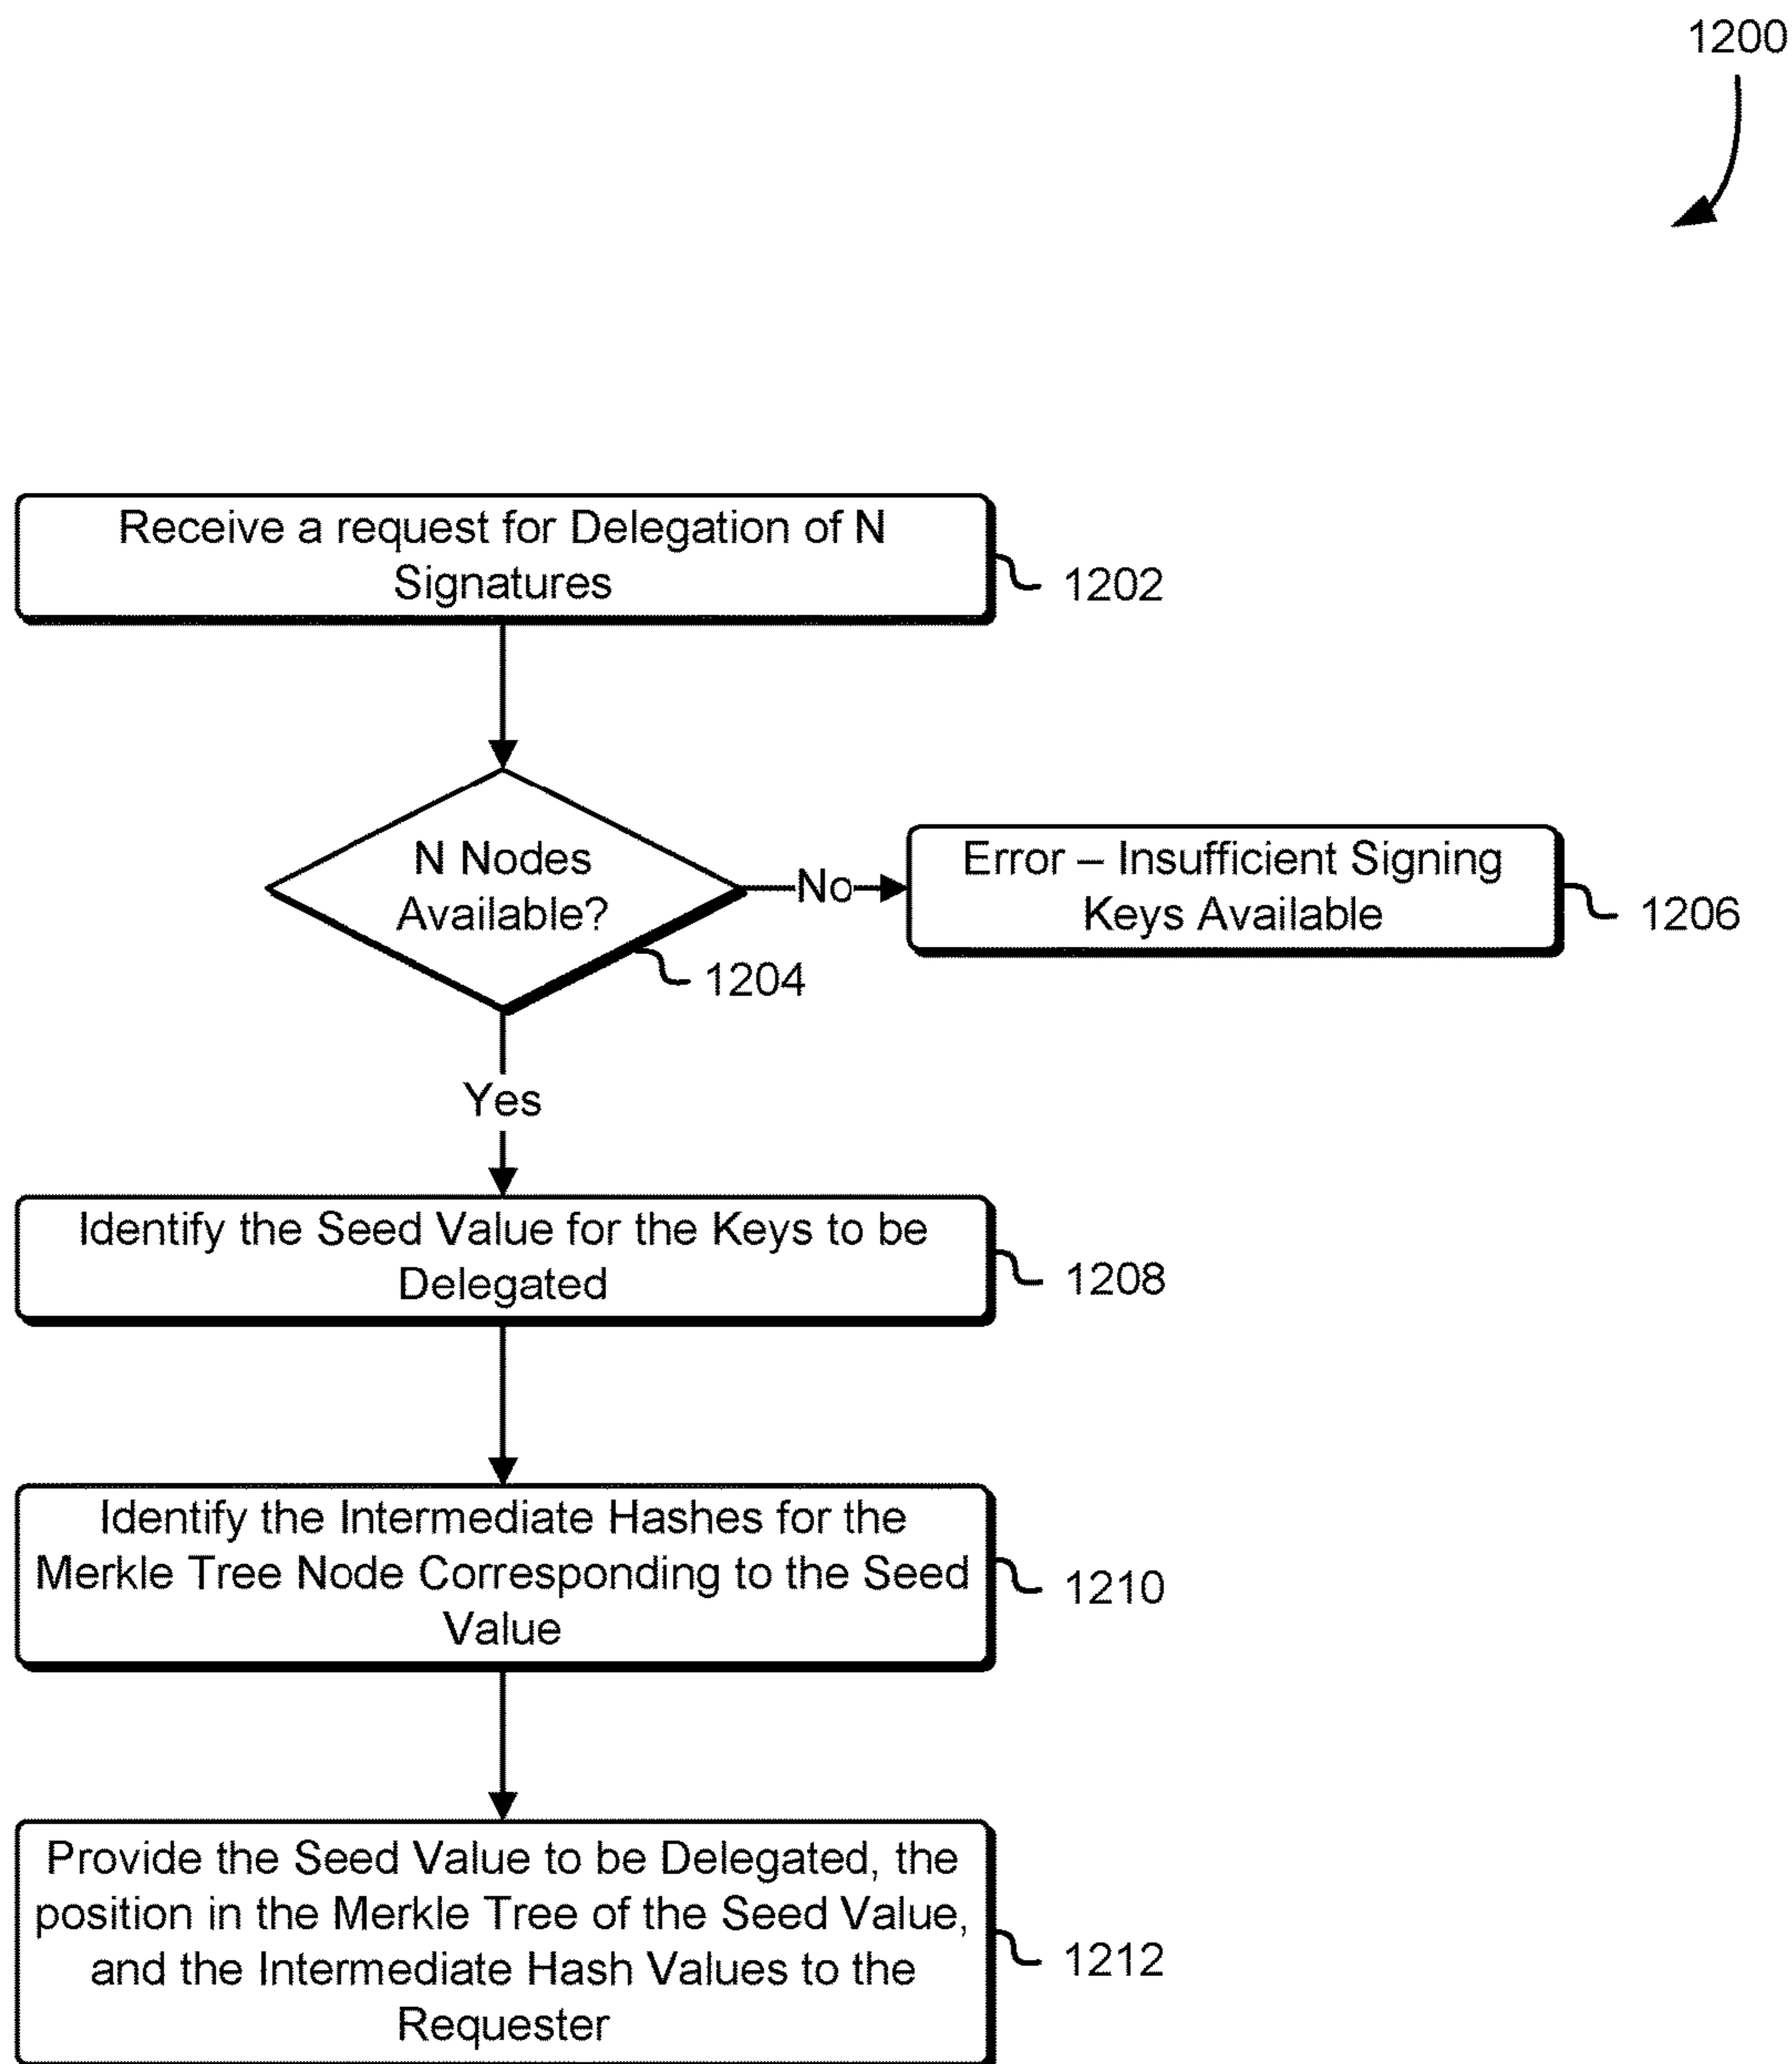 1200
Receive a request for Delegation of N
Signatures
1202
N Nodes
Available?
No
Error – Insufficient Signing
Keys Available
1206
1204
Yes
Identify the Seed Value for the Keys to be
Delegated
1208
Identify the Intermediate Hashes for the
Merkle Tree Node Corresponding to the Seed
Value
1210
Provide the Seed Value to be Delegated, the
position in the Merkle Tree of the Seed Value,
and the Intermediate Hash Values to the
Requester
1212